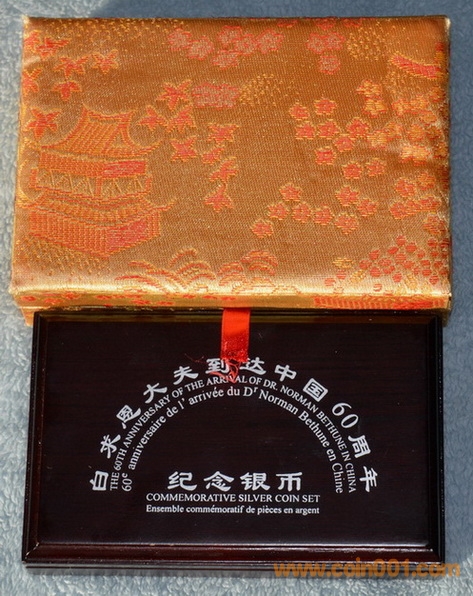 白求恩大夫到达中国60周年
THE 60TH ANNIVERSARY OF THE ARRIVAL OF DR. NORMAN BETHUNE IN CHINA
60e anniversaire de l' arrivée du Dr Norman Bethune en Chine
纪念银币
COMMEMORATIVE SILVER COIN SET
Ensemble commémoratif de pièces en argent
www.coin001.com